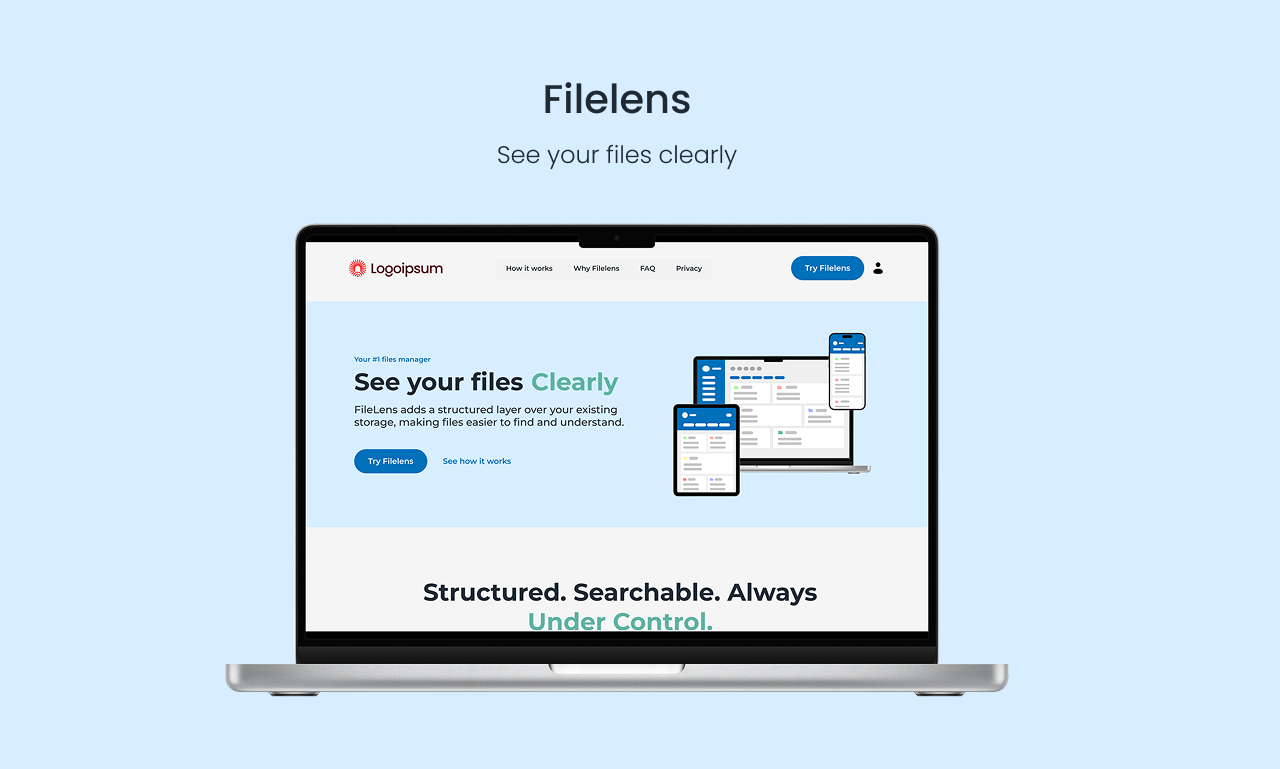 Filelens
See your files clearly
Logoipsum
How it works
Why Filelens
FAQ
Privacy
Try Filelens
Your #1 files manager
See your files Clearly
FileLens adds a structured layer over your existing
storage, making files easier to find and understand.
Try Filelens
See how it works
Structured. Searchable. Always
Under Control.